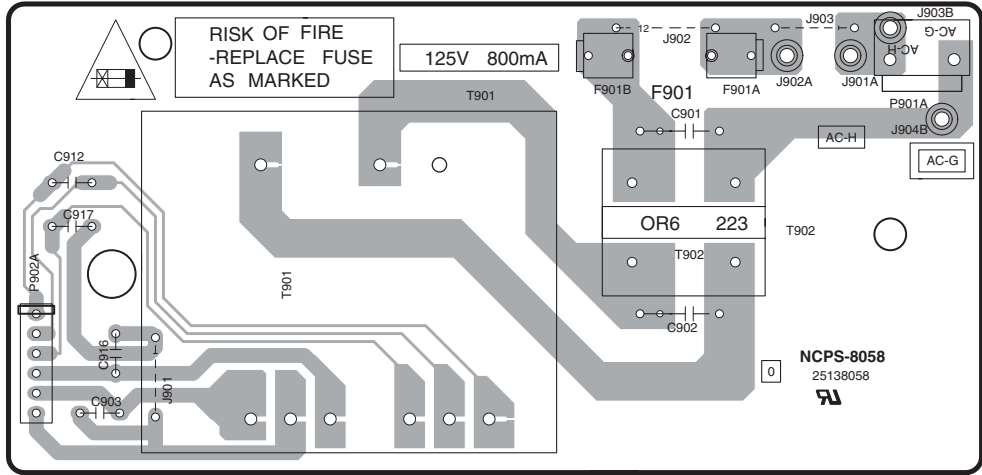 RISK OF FIRE
-REPLACE FUSE
AS MARKED
125V 800mA
T901
F901B
12
J902
F901A
J903
J902A
J901A
J903B
AC-G
AC-H
P901A
J904B
F901
C901
AC-H
AC-G
C912
C917
P902A
T901
OR6 223
T902
T902
C902
C916
J901
C903
0
NCPS-8058
25138058